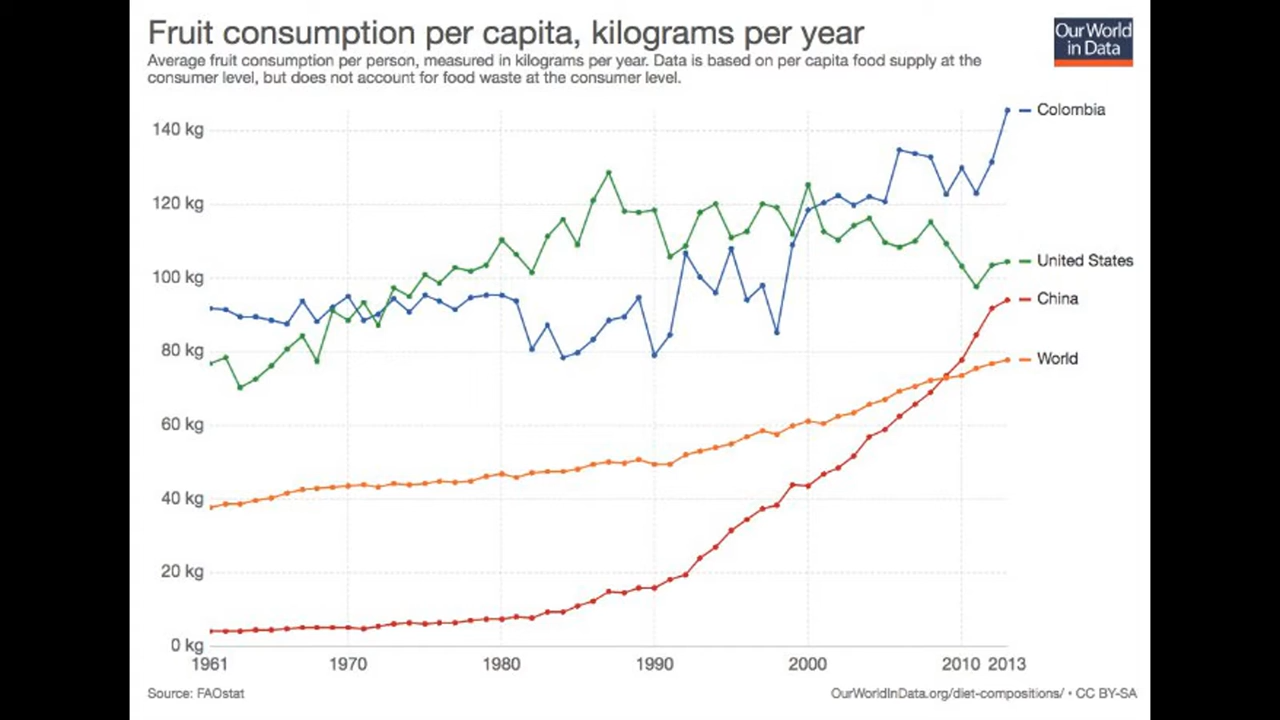 Fruit consumption per capita, kilograms per year
Our World
in Data
Average fruit consumption per person, measured in kilograms per year. Data is based on per capita food supply at the
consumer level, but does not account for food waste at the consumer level.
Colombia
140 kg
120 kg
United States
100 kg
China
80 kg
World
60 kg
40 kg
20 kg
0 kg
1961 1970 1980 1990 2000 2010 2013
Source: FAOstat
OurWorldInData.org/diet-compositions/ • CC BY-SA